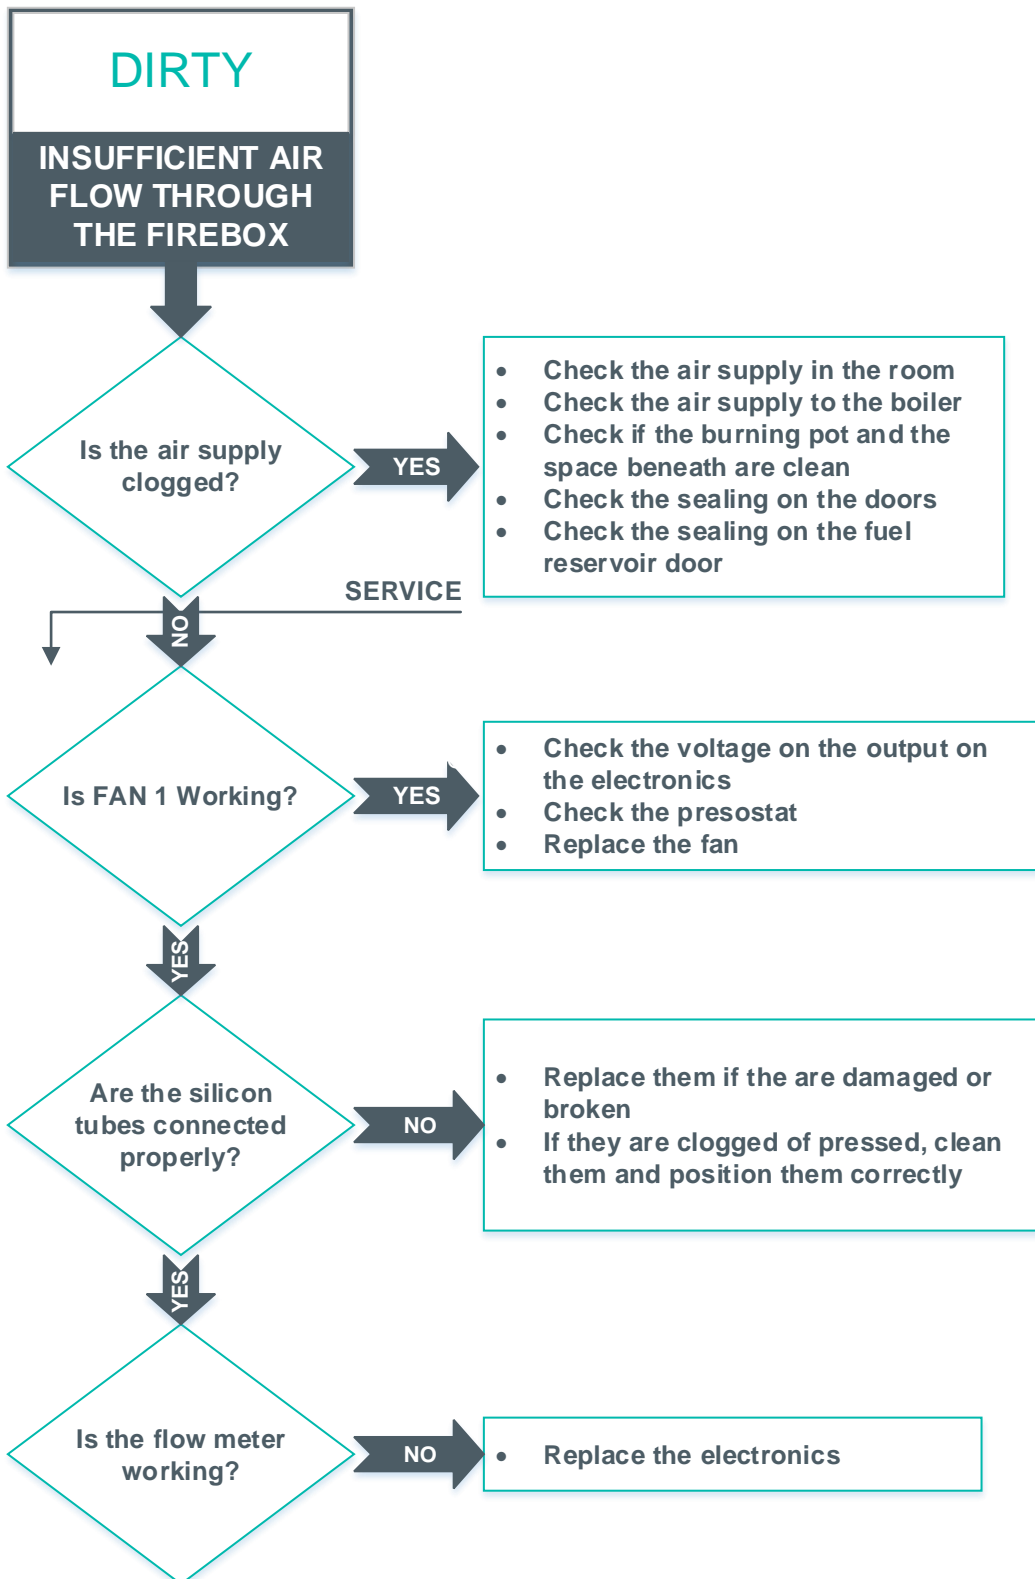 DIRTY
INSUFFICIENT AIR
FLOW THROUGH
THE FIREBOX
Is the air supply
clogged?
YES
• Check the air supply in the room
• Check the air supply to the boiler
• Check if the burning pot and the
space beneath are clean
• Check the sealing on the doors
• Check the sealing on the fuel
reservoir door
SERVICE
NO
Is FAN 1 Working?
YES
• Check the voltage on the output on
the electronics
• Check the presostat
• Replace the fan
YES
Are the silicon
tubes connected
properly?
NO
• Replace them if the are damaged or
broken
• If they are clogged of pressed, clean
them and position them correctly
YES
Is the flow meter
working?
NO
• Replace the electronics